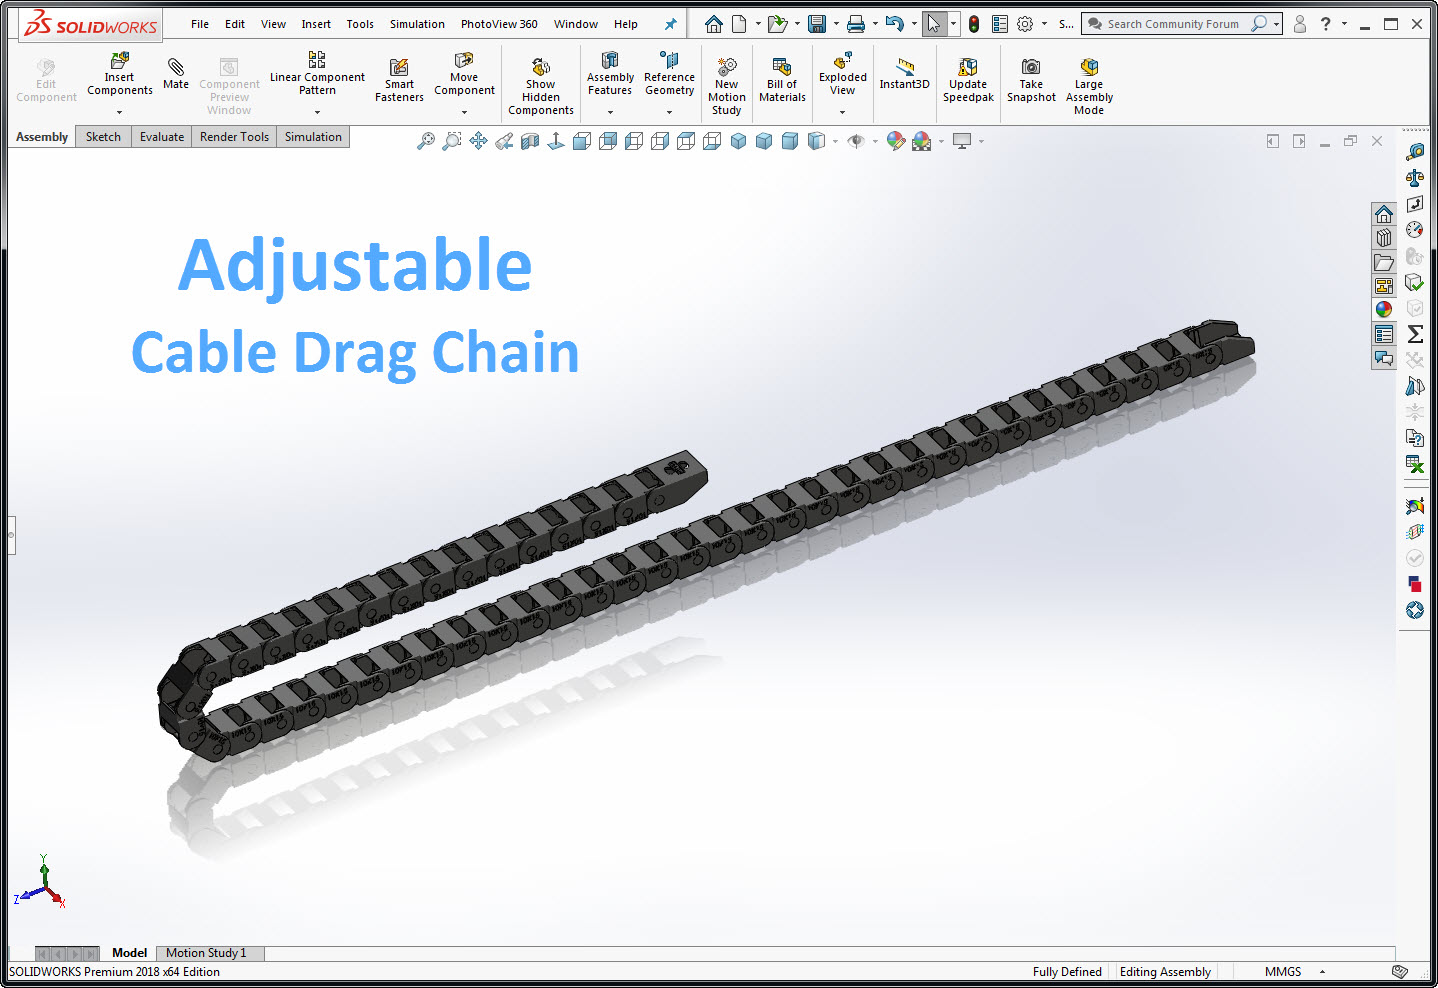 SOLIDWORKS
File Edit View Insert Tools Simulation PhotoView 360 Window Help
S...
Search Community Forum
?
Edit Component
Insert Components
Mate
Component Preview Window
Linear Component Pattern
Smart Fasteners
Move Component
Show Hidden Components
Assembly Features
Reference Geometry
New Motion Study
Bill of Materials
Exploded View
Instant3D
Update Speedpak
Take Snapshot
Large Assembly Mode
Assembly Sketch Evaluate Render Tools Simulation
Adjustable
Cable Drag Chain
Y
Z
X
Model Motion Study 1
SOLIDWORKS Premium 2018 x64 Edition
Fully Defined Editing Assembly MMGS